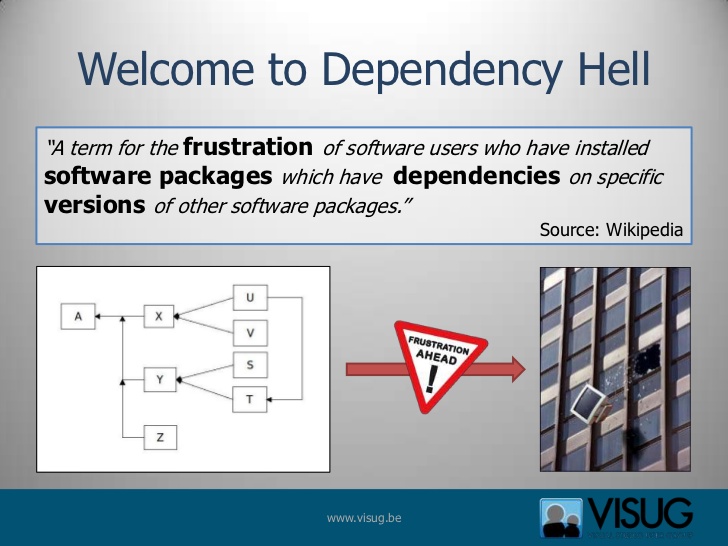 Welcome to Dependency Hell
“A term for the frustration of software users who have installed
software packages which have dependencies on specific
versions of other software packages.”
Source: Wikipedia
U
A
X
V
S
Y
T
Z
FRUSTRATION
AHEAD
!
www.visug.be
VISUG